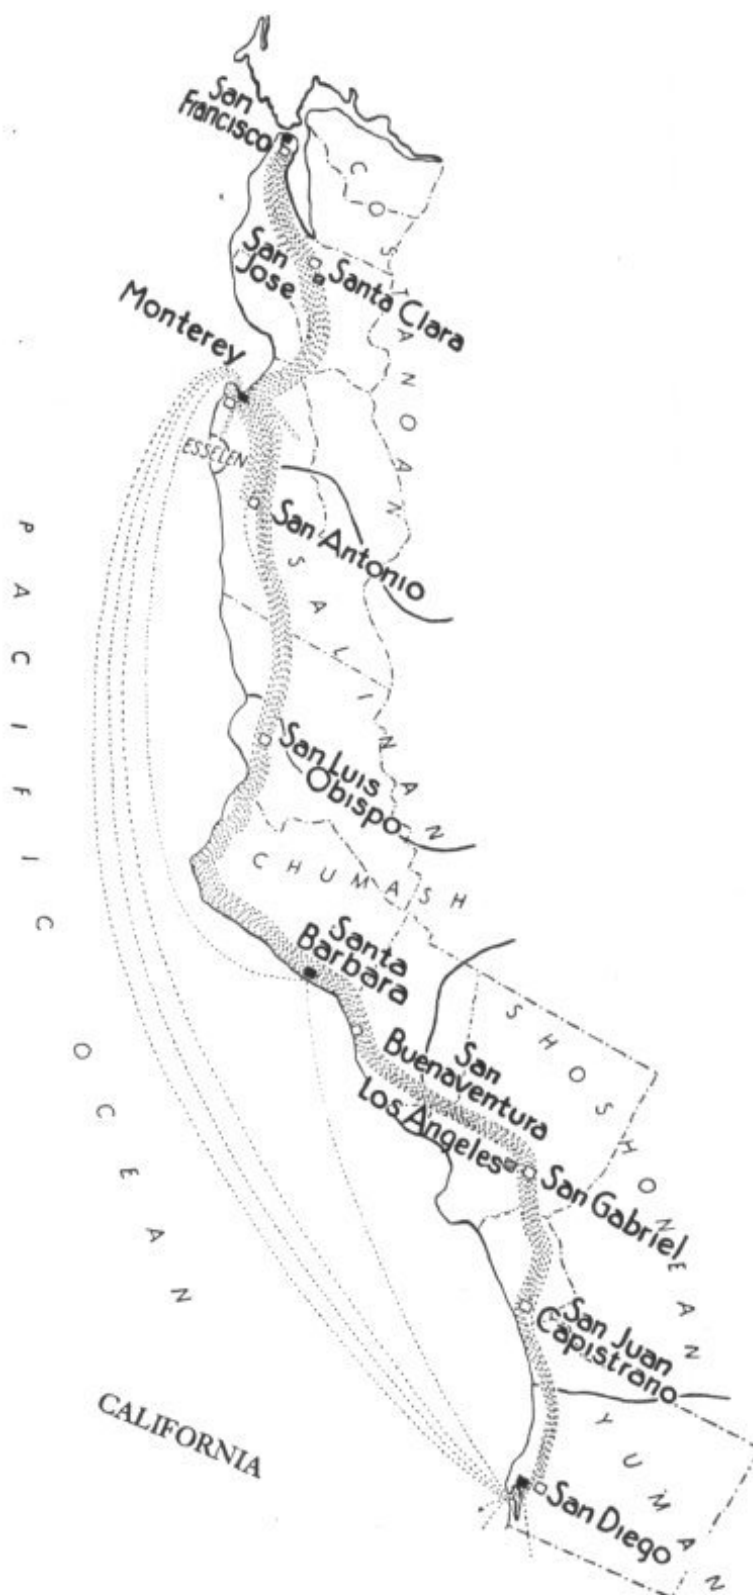 San
Francisco
COSTANOAN
San
Jose
Santa Clara
Monterey
ESSELEN
San Antonio
SALINAN
PACIFIC OCEAN
San Luis
Obispo
CHUMASH
Santa
Barbara
SHOSHONEAN
San
Buenaventura
Los Angeles
San Gabriel
San Juan
Capistrano
CALIFORNIA
YUMAN
San Diego